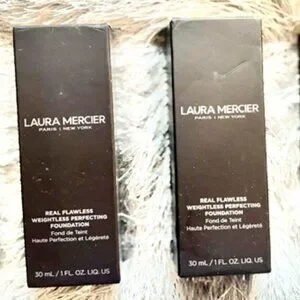 LAURA MERCIER
PARIS | NEW YORK
REAL FLAWLESS
WEIGHTLESS PERFECTING
FOUNDATION
Fond de Teint
Haute Perfection et Légèreté
30 mL / 1 FL. OZ. LIQ. US
LAURA MERCIER
PARIS | NEW YORK
REAL FLAWLESS
WEIGHTLESS PERFECTING
FOUNDATION
Fond de Teint
Haute Perfection et Légèreté
30 mL / 1 FL. OZ. LIQ. US